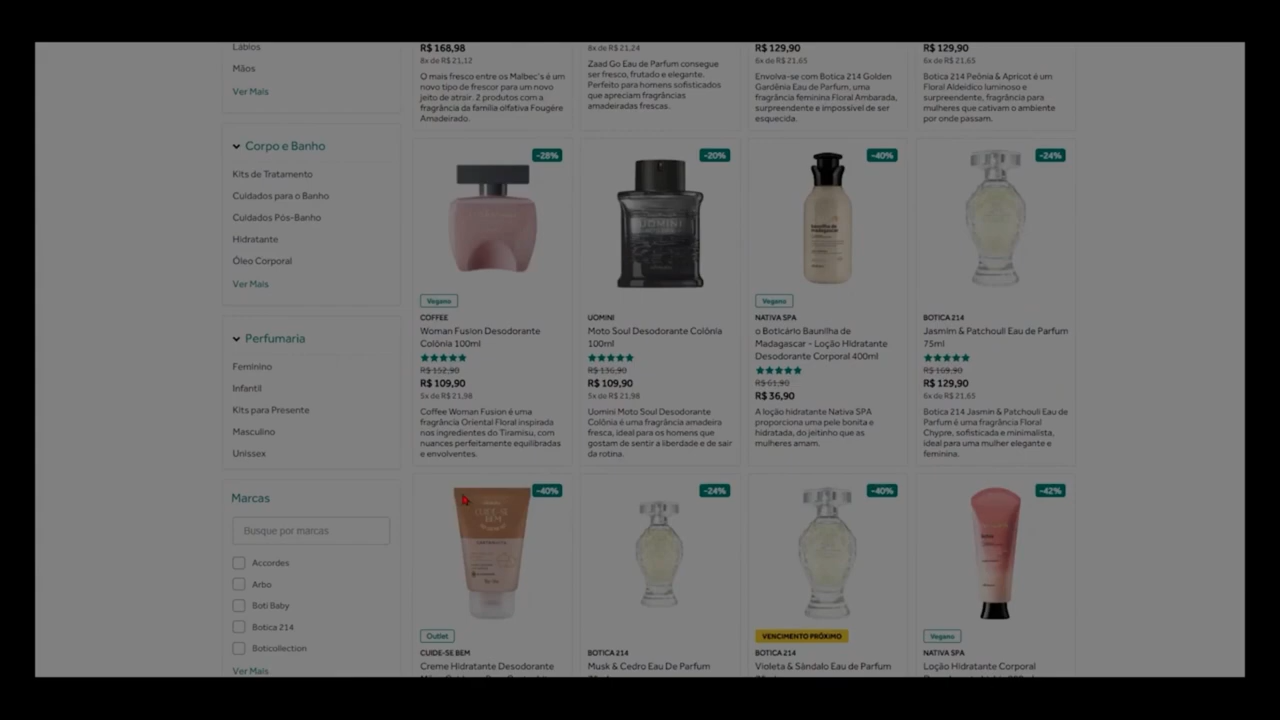 Lábios
Mãos
Ver Mais
Corpo e Banho
Kits de Tratamento
Cuidados para o Banho
Cuidados Pós-Banho
Hidratante
Óleo Corporal
Ver Mais
Perfumaria
Feminino
Infantil
Kits para Presente
Masculino
Unissex
Marcas
Busque por marcas
Accordes
Arbo
Boti Baby
Botica 214
Boticollection
Ver Mais
R$ 168,98
8x de R$ 21,12
O mais fresco entre os Malbec's é um
novo tipo de frescor para um novo
jeito de atrair. 2 produtos com a
fragrância da família olfativa Fougère
Amadeirado.
8x de R$ 21,24
Zaad Go Eau de Parfum consegue
ser fresco, frutado e elegante.
Perfeito para homens sofisticados
que apreciam fragrâncias
amadeiradas frescas.
R$ 129,90
6x de R$ 21,65
Envolva-se com Botica 214 Golden
Gardênia Eau de Parfum, uma
fragrância feminina Floral Ambarada,
surpreendente e impossível de ser
esquecida.
R$ 129,90
6x de R$ 21,65
Botica 214 Peônia & Apricot é um
Floral Aldeídico luminoso e
surpreendente, fragrância para
mulheres que cativam o ambiente
por onde passam.
-28%
Vegano
COFFEE
Woman Fusion Desodorante
Colônia 100ml
R$ 152,90
R$ 109,90
5x de R$ 21,98
Coffee Woman Fusion é uma
fragrância Oriental Floral inspirada
nos ingredientes do Tiramisu, com
nuances perfeitamente equilibradas
e envolventes.
-20%
UOMINI
UOMINI
Moto Soul Desodorante Colônia
100ml
R$ 136,90
R$ 109,90
5x de R$ 21,98
Uomini Moto Soul Desodorante
Colônia é uma fragrância amadeira
fresca, ideal para os homens que
gostam de sentir a liberdade e de sair
da rotina.
-40%
baunilha de
madagascar
Vegano
NATIVA SPA
o Boticário Baunilha de
Madagascar - Loção Hidratante
Desodorante Corporal 400ml
R$ 61,90
R$ 36,90
A loção hidratante Nativa SPA
proporciona uma pele bonita e
hidratada, do jeitinho que as
mulheres amam.
-24%
BOTICA 214
Jasmim & Patchouli Eau de Parfum
75ml
R$ 169,90
R$ 129,90
6x de R$ 21,65
Botica 214 Jasmin & Patchouli Eau de
Parfum é uma fragrância Floral
Chypre, sofisticada e minimalista,
ideal para uma mulher elegante e
feminina.
-40%
CUIDE-SE
BEM
Outlet
CUIDE-SE BEM
Creme Hidratante Desodorante
-24%
BOTICA 214
Musk & Cedro Eau De Parfum
-40%
VENCIMENTO PRÓXIMO
BOTICA 214
Violeta & Sândalo Eau de Parfum
-42%
Vegano
NATIVA SPA
Loção Hidratante Corporal